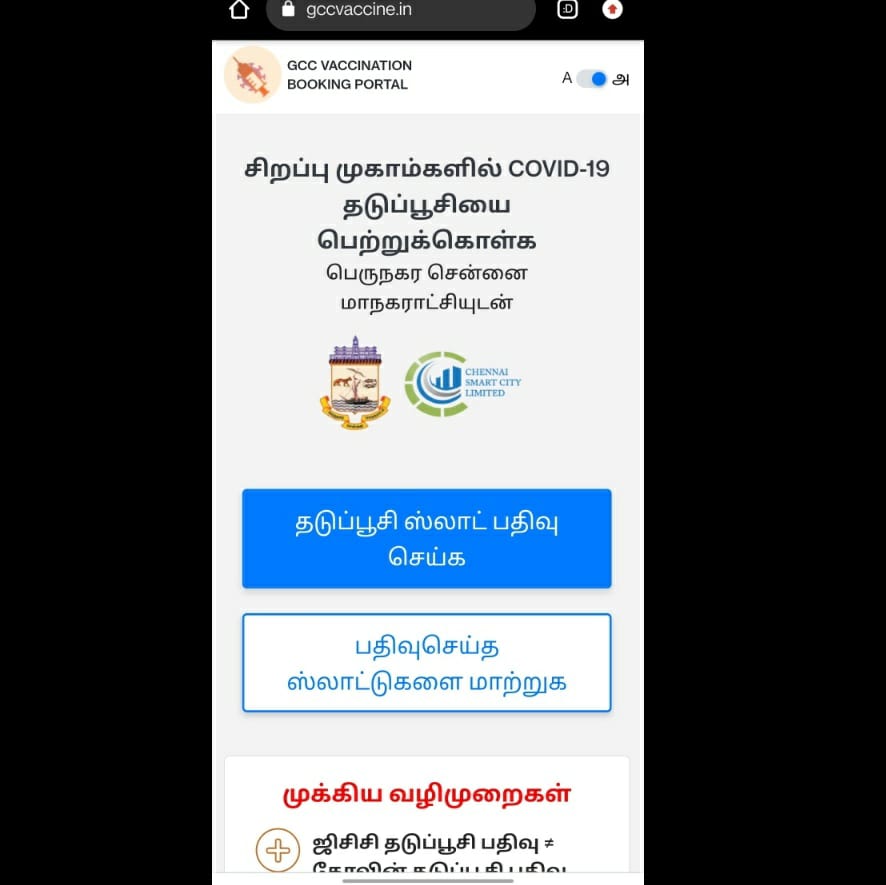 gccvaccine.in
:D
GCC VACCINATION
BOOKING PORTAL
A அ
சிறப்பு முகாம்களில் COVID-19
தடுப்பூசியை
பெற்றுக்கொள்க
பெருநகர சென்னை
மாநகராட்சியுடன்
CHENNAI
SMART CITY
LIMITED
தடுப்பூசி ஸ்லாட் பதிவு
செய்க
பதிவுசெய்த
ஸ்லாட்டுகளை மாற்றுக
முக்கிய வழிமுறைகள்
ஜிசிசி தடுப்பூசி பதிவு ≠